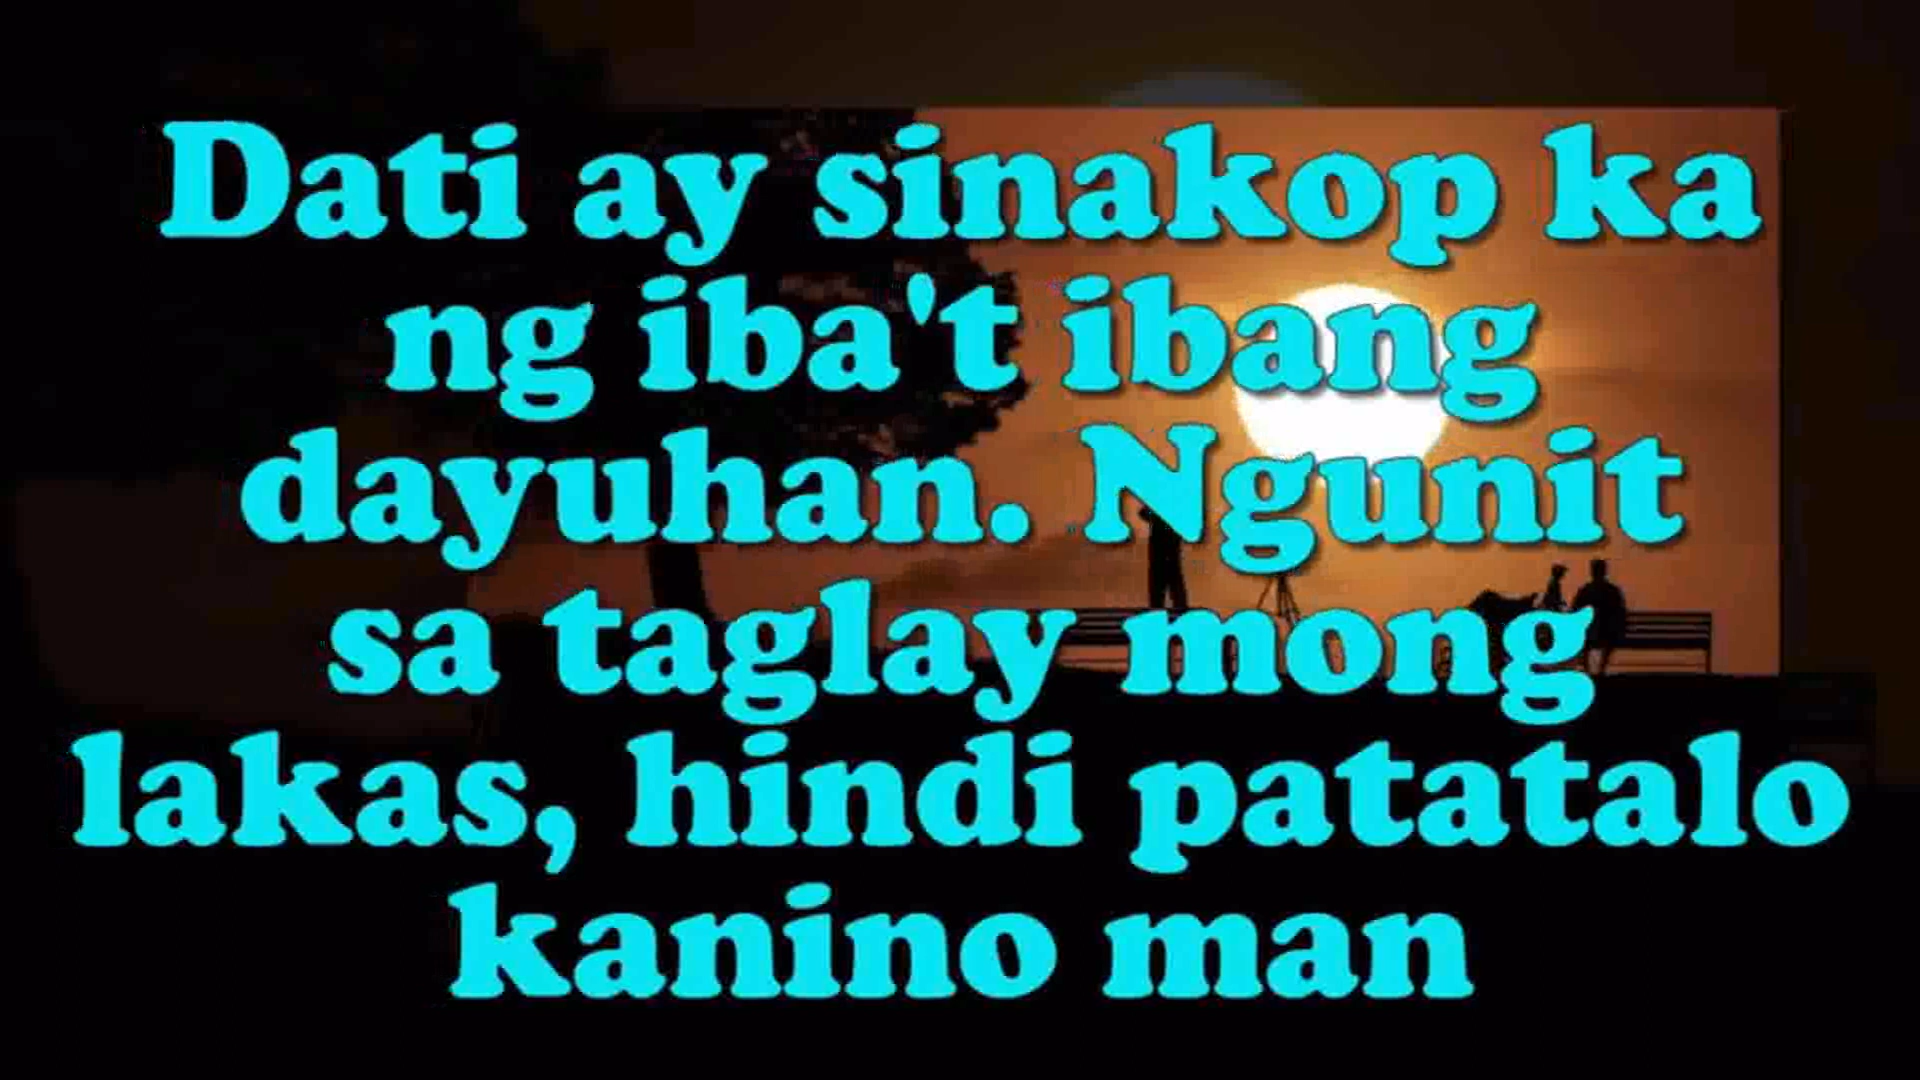 Dati ay sinakop ka
ng iba't ibang
dayuhan. Ngunit
sa taglay mong
lakas, hindi patatalo
kanino man